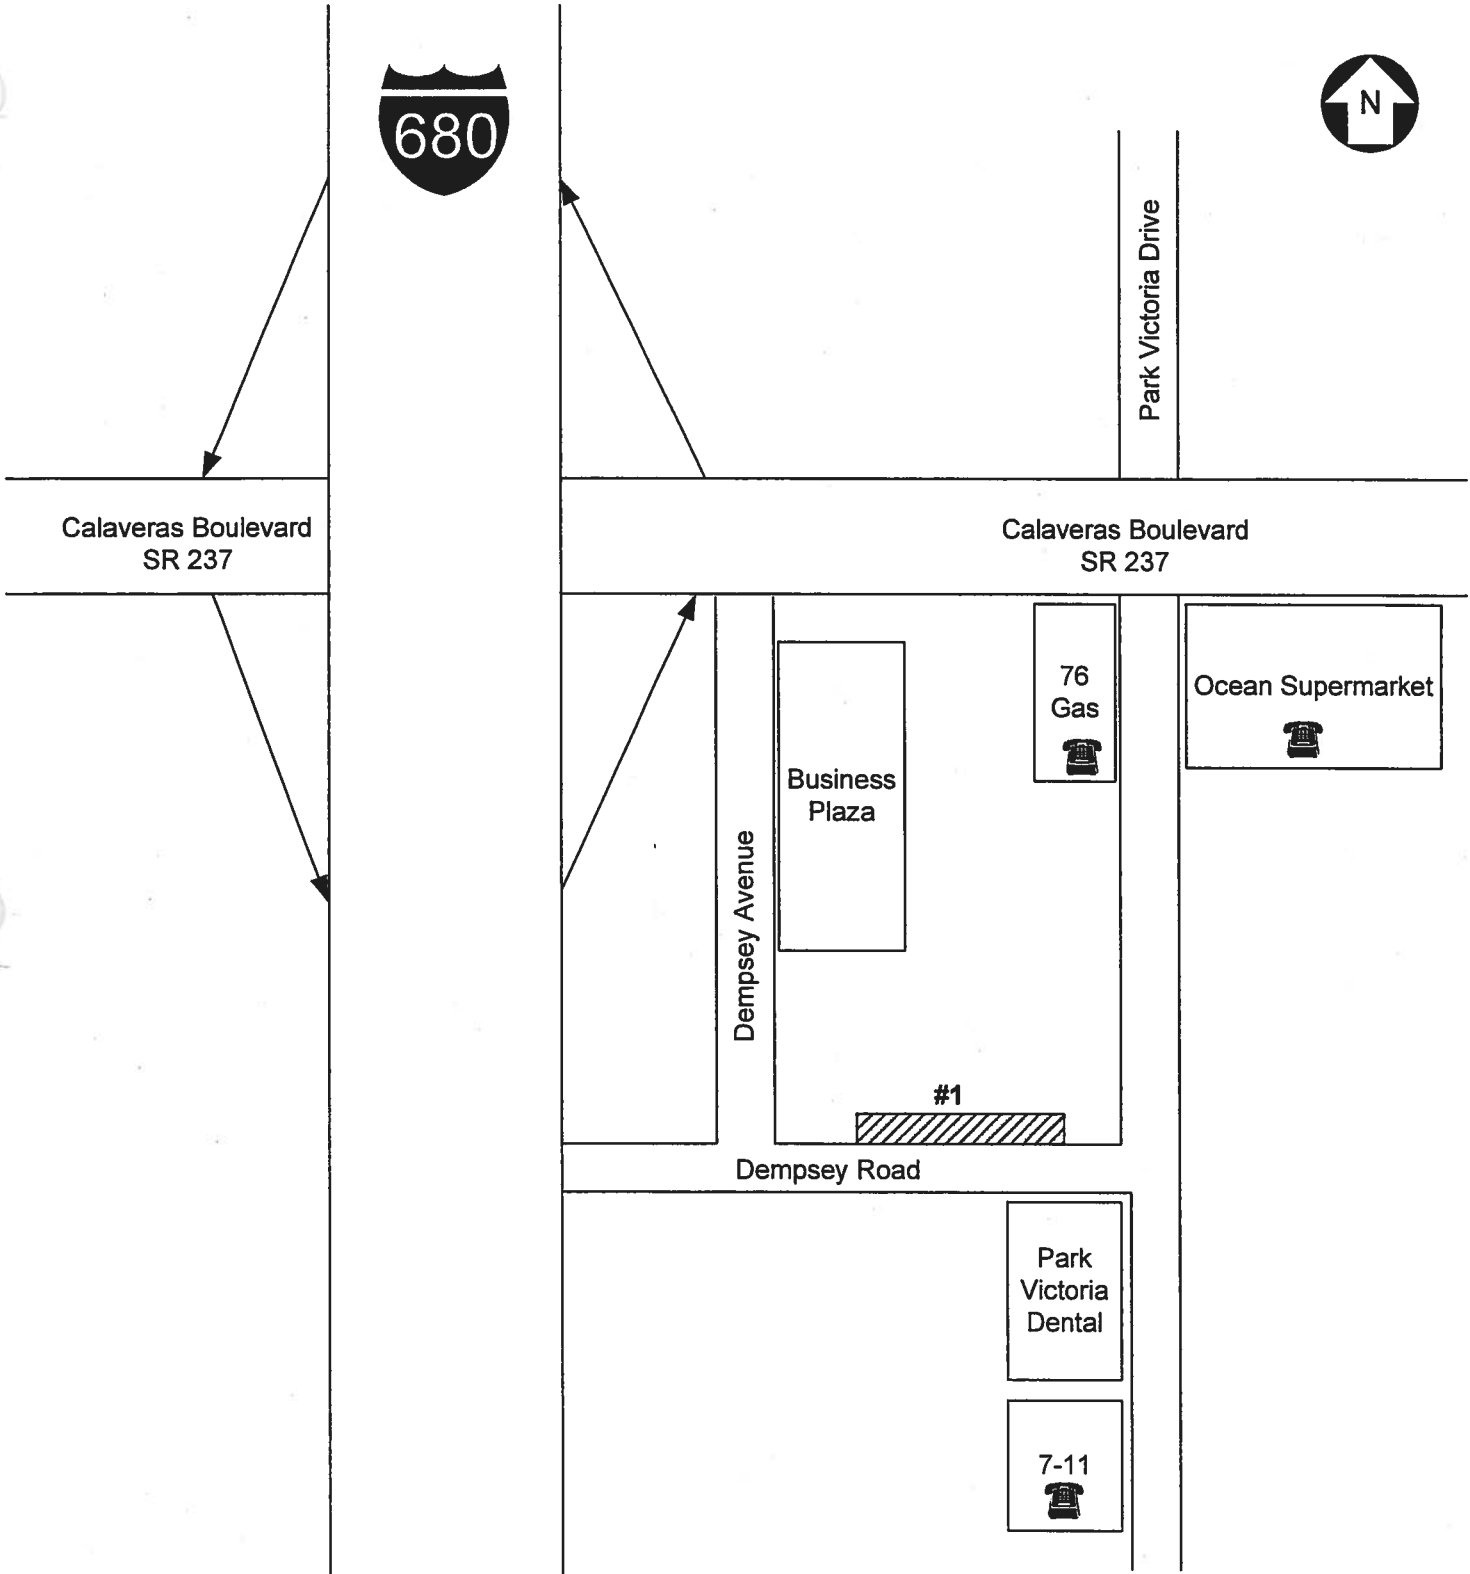 680
N
Park Victoria Drive
Calaveras Boulevard
SR 237
Calaveras Boulevard
SR 237
76
Gas
Ocean Supermarket
Business
Plaza
Dempsey Avenue
#1
Dempsey Road
Park
Victoria
Dental
7-11